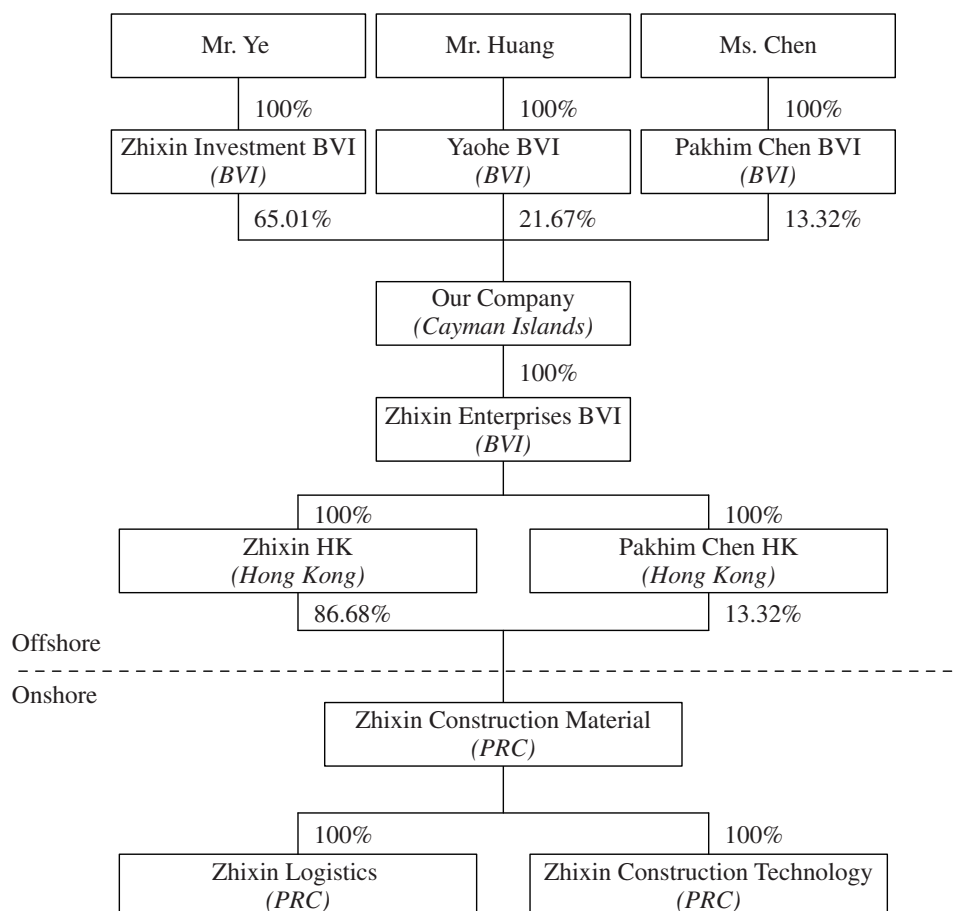 Mr. Ye
Mr. Huang
Ms. Chen
100%
100%
100%
Zhixin Investment BVI
(BVI)
Yaohe BVI
(BVI)
Pakhim Chen BVI
(BVI)
65.01%
21.67%
13.32%
Our Company
(Cayman Islands)
100%
Zhixin Enterprises BVI
(BVI)
100%
100%
Zhixin HK
(Hong Kong)
Pakhim Chen HK
(Hong Kong)
86.68%
13.32%
Offshore
Onshore
Zhixin Construction Material
(PRC)
100%
100%
Zhixin Logistics
(PRC)
Zhixin Construction Technology
(PRC)